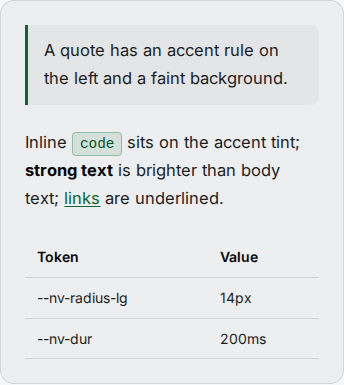 A quote has an accent rule on
the left and a faint background.
Inline code sits on the accent tint;
strong text is brighter than body
text; links are underlined.
Token Value
--nv-radius-lg 14px
--nv-dur 200ms